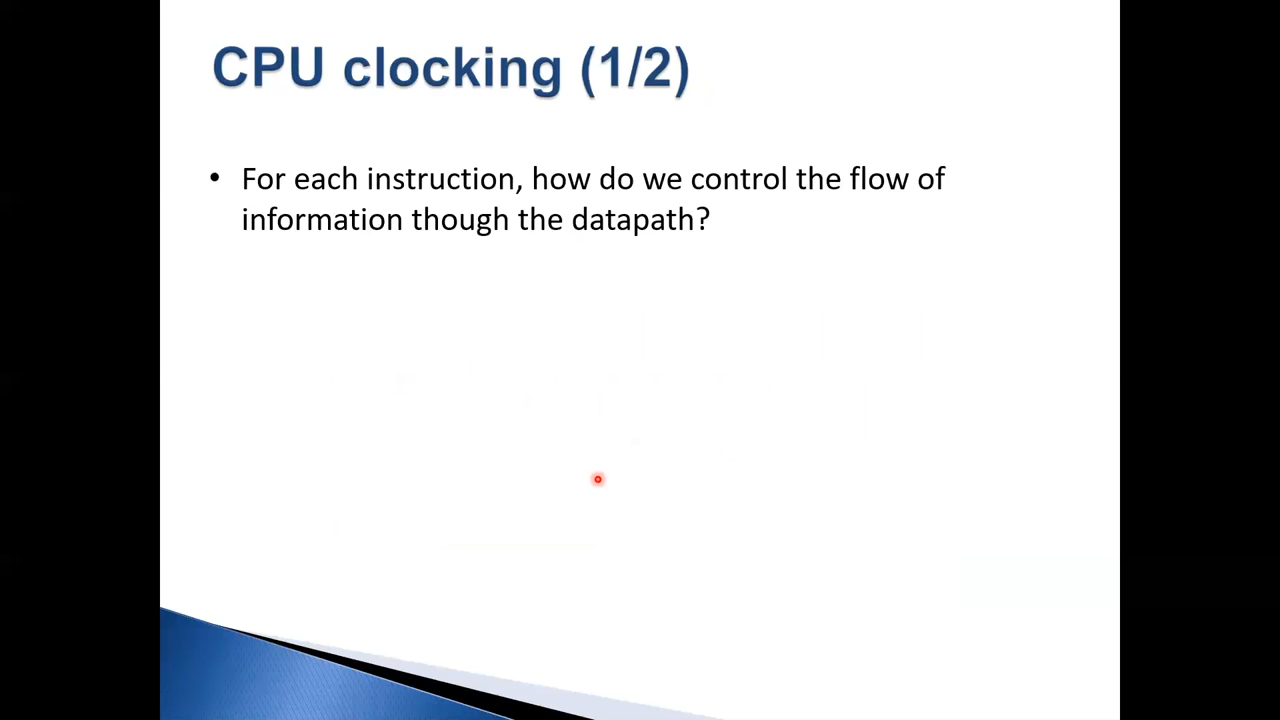 CPU clocking (1/2)
• For each instruction, how do we control the flow of
information though the datapath?